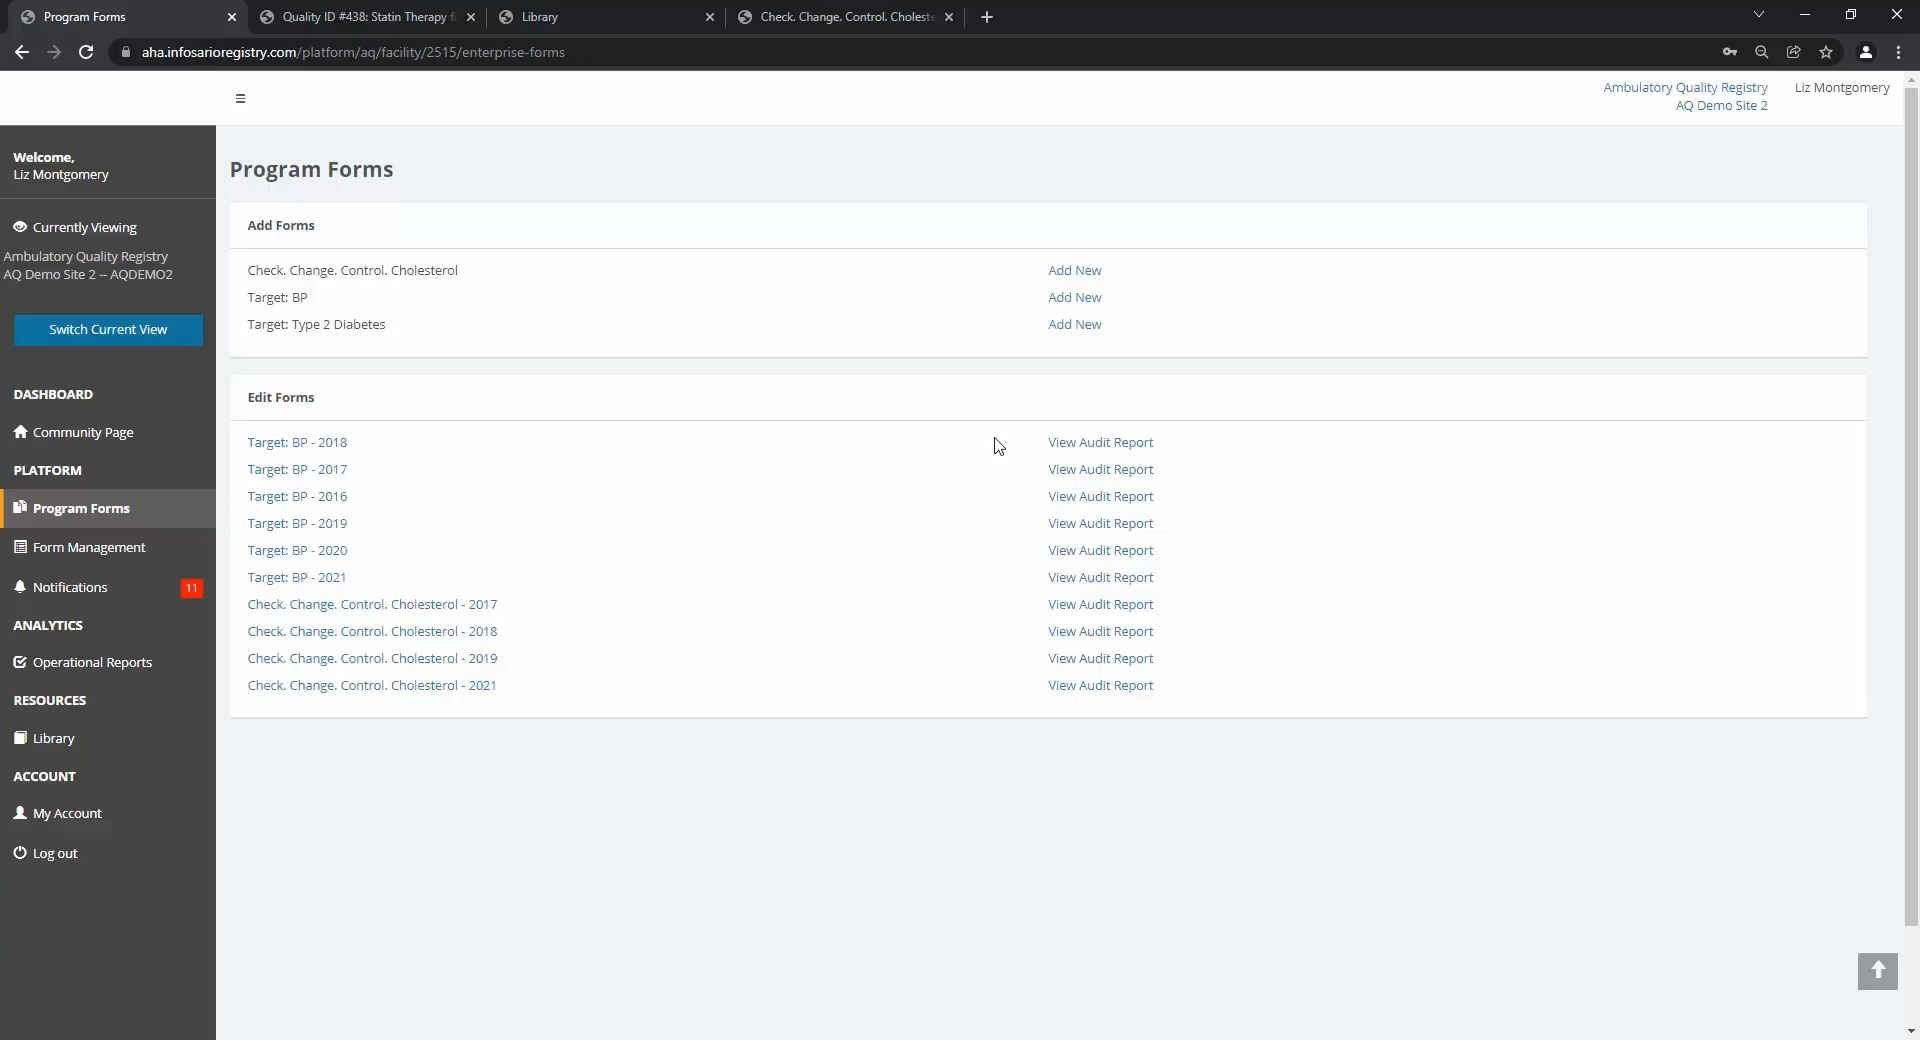 Program Forms
Quality ID #438: Statin Therapy f
Library
Check. Change. Control. Cholest
aha.infosarioregistry.com/platform/aq/facility/2515/enterprise-forms
Ambulatory Quality Registry
AQ Demo Site 2
Liz Montgomery
Welcome,
Liz Montgomery
Currently Viewing
Ambulatory Quality Registry
AQ Demo Site 2 -- AQDEMO2
Switch Current View
DASHBOARD
Community Page
PLATFORM
Program Forms
Form Management
Notifications 11
ANALYTICS
Operational Reports
RESOURCES
Library
ACCOUNT
My Account
Log out
Program Forms
Add Forms
Check. Change. Control. Cholesterol Add New
Target: BP Add New
Target: Type 2 Diabetes Add New
Edit Forms
Target: BP - 2018 View Audit Report
Target: BP - 2017 View Audit Report
Target: BP - 2016 View Audit Report
Target: BP - 2019 View Audit Report
Target: BP - 2020 View Audit Report
Target: BP - 2021 View Audit Report
Check. Change. Control. Cholesterol - 2017 View Audit Report
Check. Change. Control. Cholesterol - 2018 View Audit Report
Check. Change. Control. Cholesterol - 2019 View Audit Report
Check. Change. Control. Cholesterol - 2021 View Audit Report